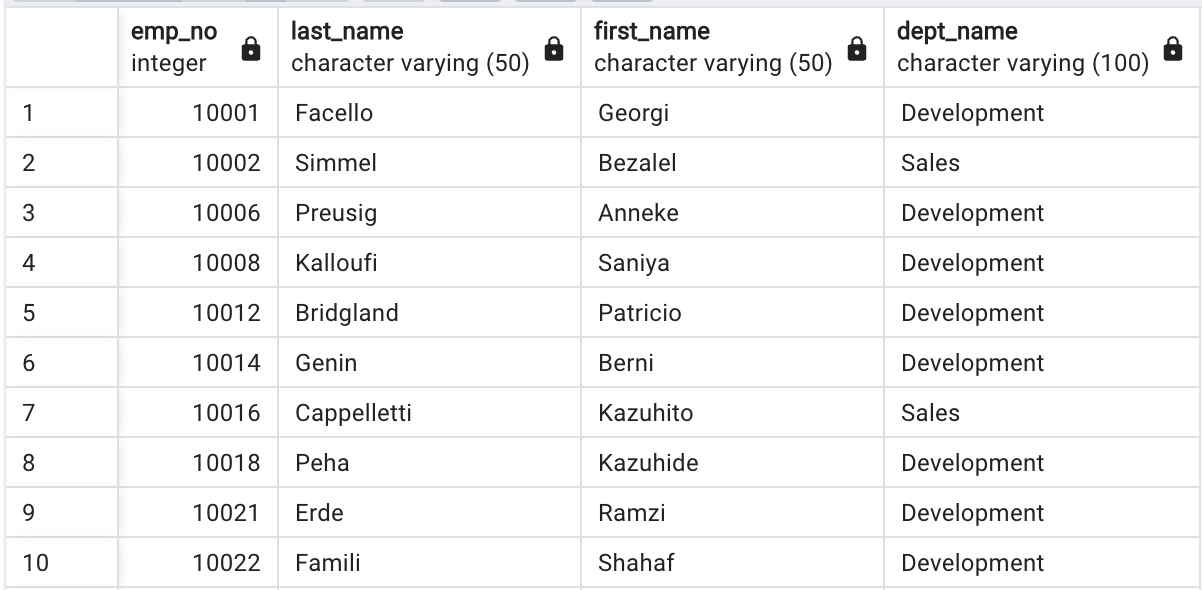 emp_no last_name first_name dept_name
integer character varying (50) character varying (50) character varying (100)
1 10001 Facello Georgi Development
2 10002 Simmel Bezalel Sales
3 10006 Preusig Anneke Development
4 10008 Kalloufi Saniya Development
5 10012 Bridgland Patricio Development
6 10014 Genin Berni Development
7 10016 Cappelletti Kazuhito Sales
8 10018 Peha Kazuhide Development
9 10021 Erde Ramzi Development
10 10022 Famili Shahaf Development